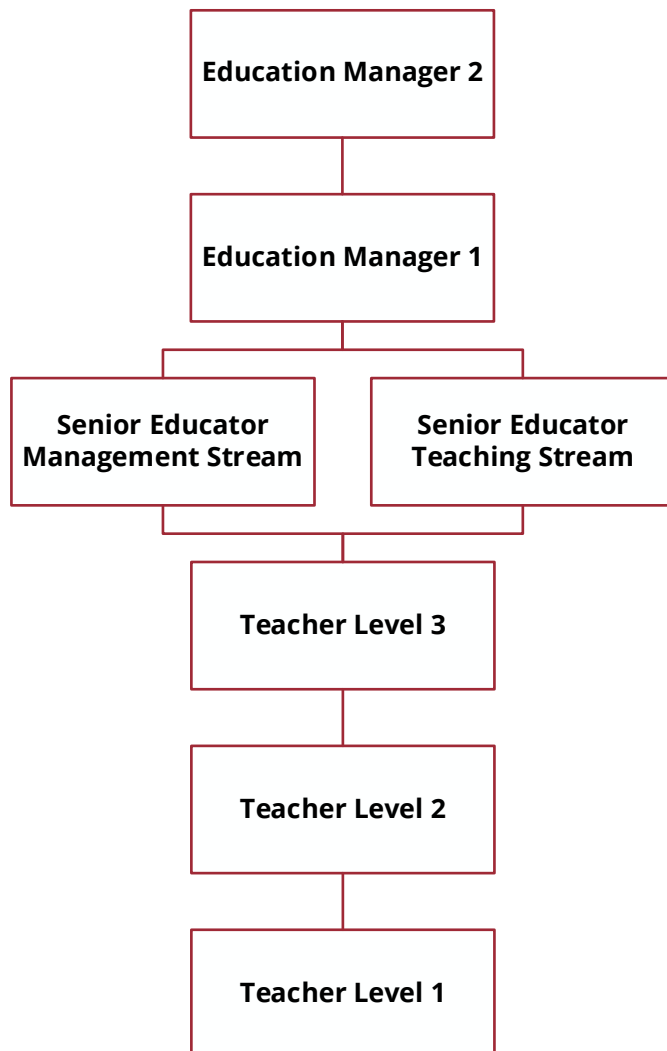 Education Manager 2
Education Manager 1
Senior Educator
Management Stream
Senior Educator
Teaching Stream
Teacher Level 3
Teacher Level 2
Teacher Level 1